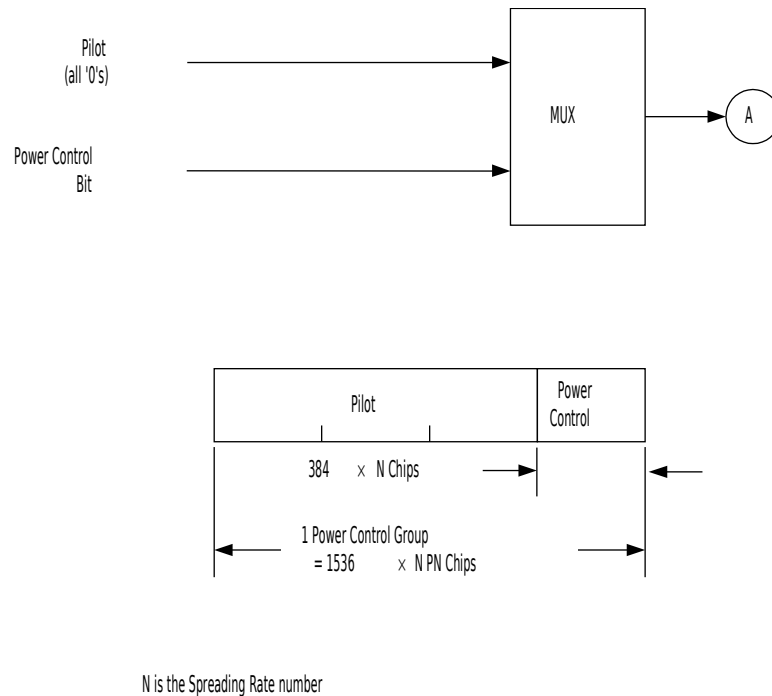 Pilot
(all '0's)
MUX
A
Power Control
Bit
Pilot
Power
Control
384 × N Chips
1 Power Control Group
= 1536 × N PN Chips
N is the Spreading Rate number